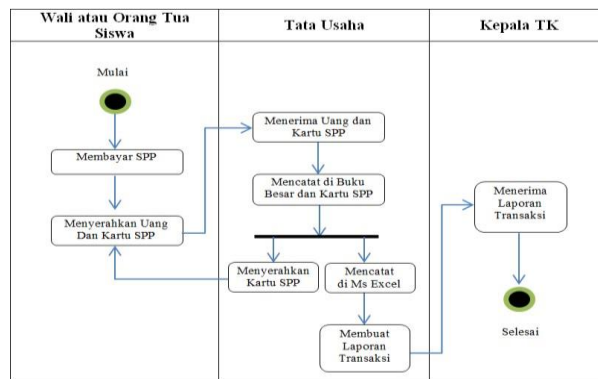 Wali atau Orang Tua
Siswa
Tata Usaha
Kepala TK
Mulai
Membayar SPP
Menyerahkan Uang
Dan Kartu SPP
Menerima Uang dan
Kartu SPP
Mencatat di Buku
Besar dan Kartu SPP
Menyerahkan
Kartu SPP
Mencatat
di Ms Excel
Membuat
Laporan
Transaksi
Menerima
Laporan
Transaksi
Selesai